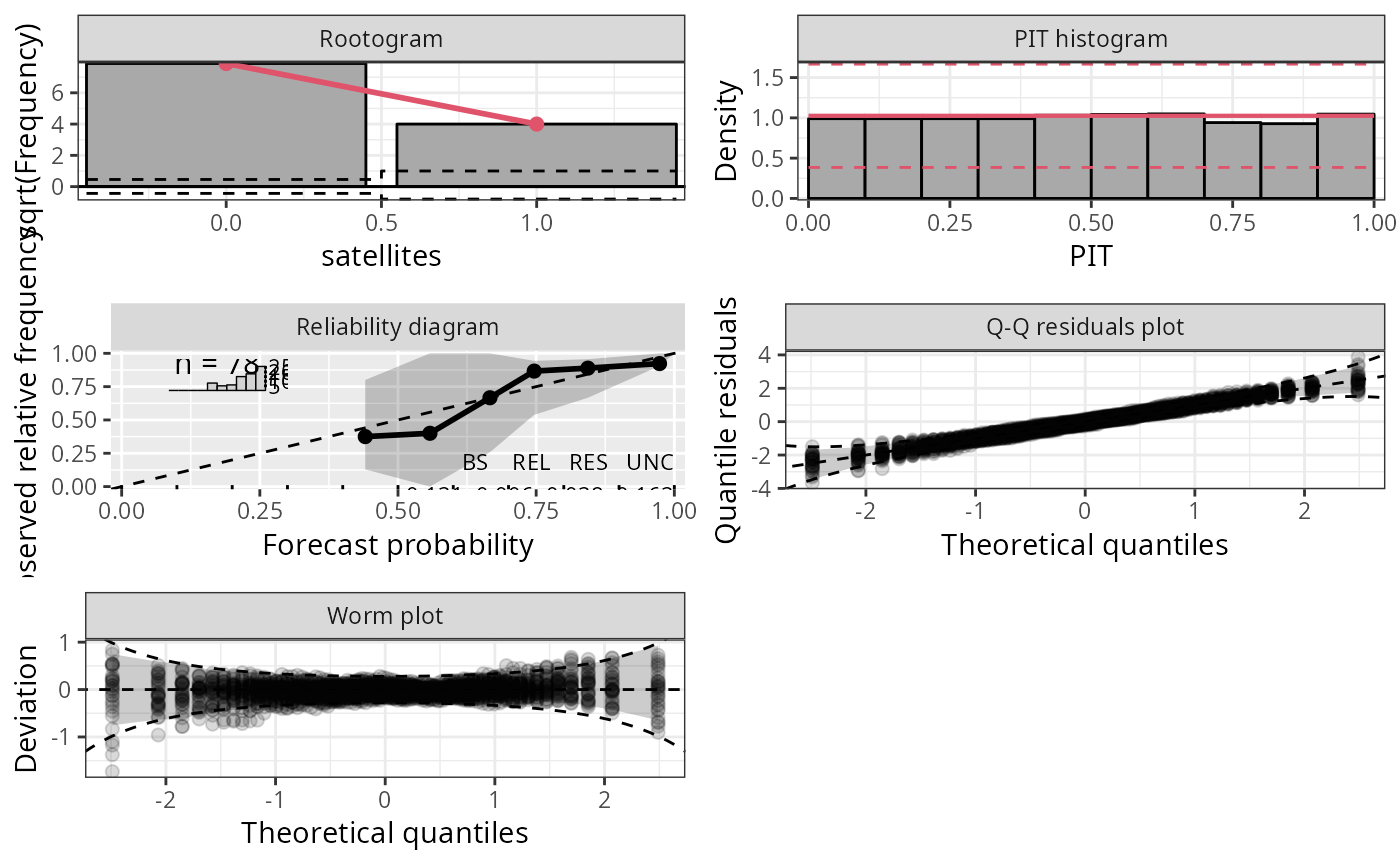 Rootogram
sqrt(Frequency)
6
4
2
0
0.0 0.5 1.0
satellites
PIT histogram
Density
1.5
1.0
0.5
0.0
0.00 0.25 0.50 0.75 1.00
PIT
Reliability diagram
relative frequency
1.00
0.75
0.50
0.25
0.00
n = 78
BS REL RES UNC
0.00 0.25 0.50 0.75 1.00
Forecast probability
Q-Q residuals plot
Quantile residuals
4
2
0
-2
-4
-2 -1 0 1 2
Theoretical quantiles
Worm plot
Deviation
1
0
-1
-2 -1 0 1 2
Theoretical quantiles